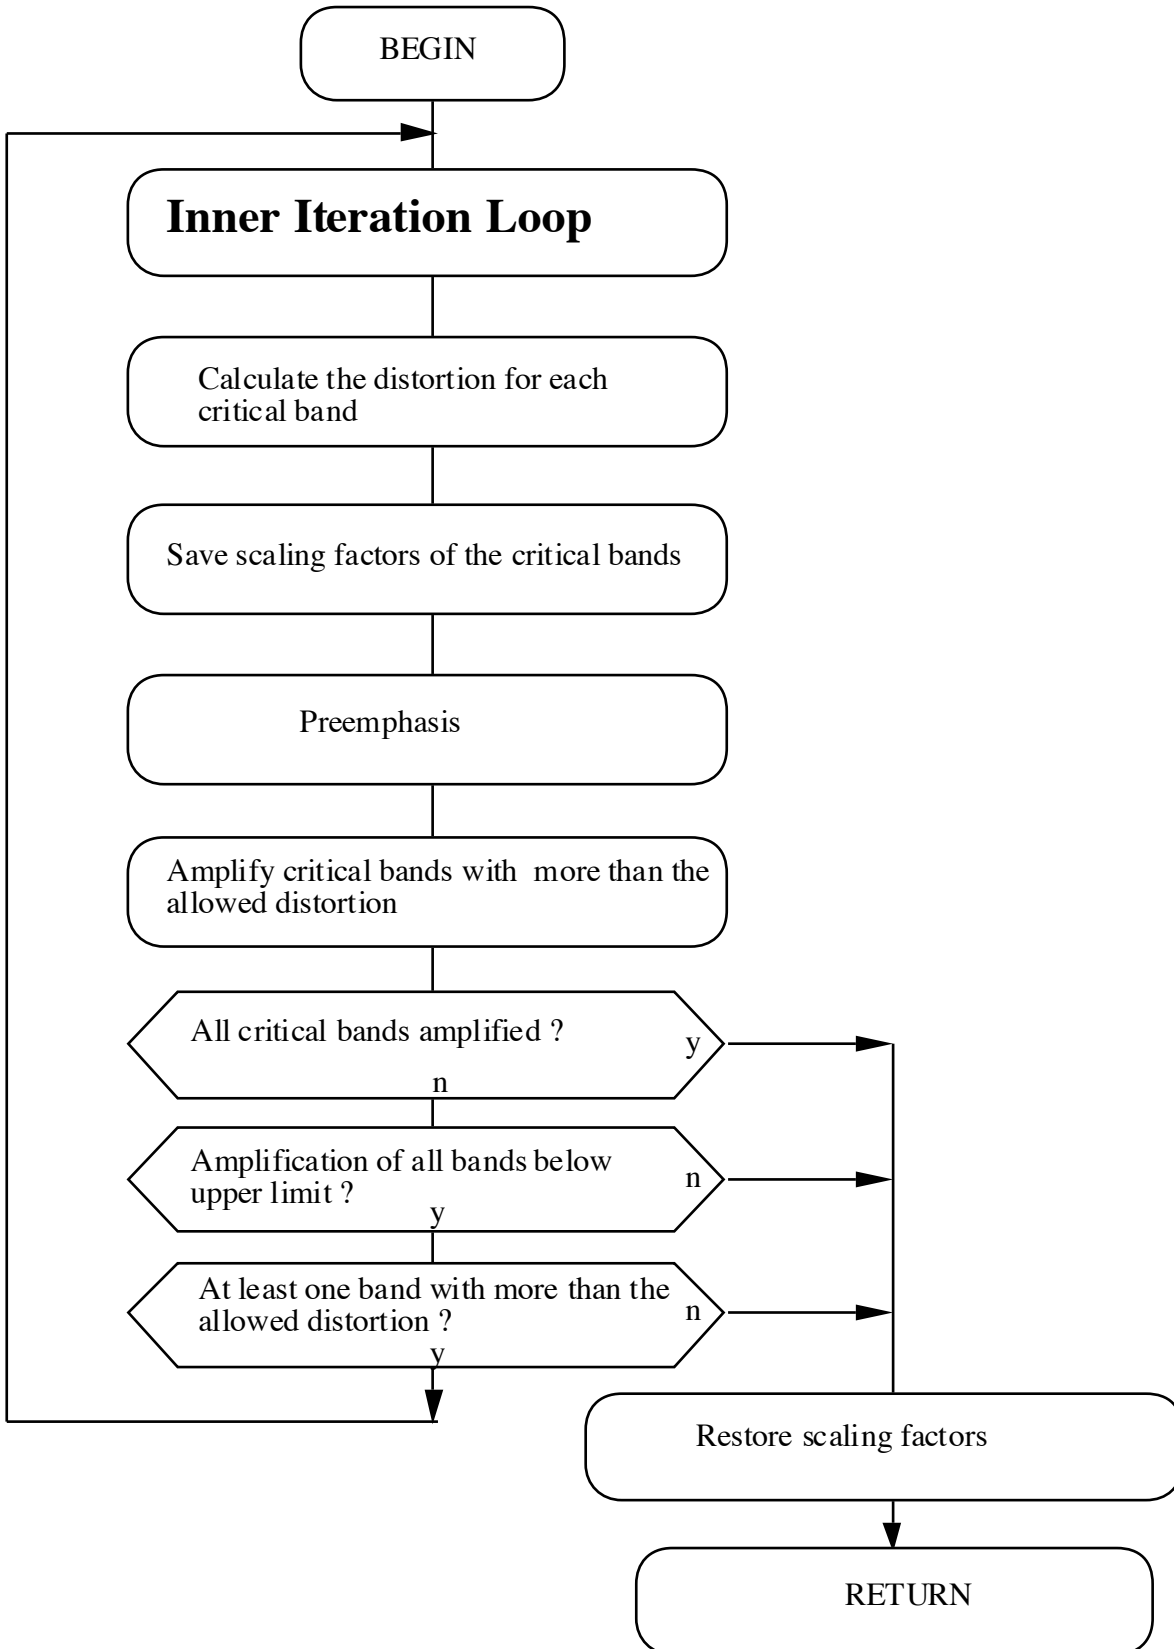 BEGIN
Inner Iteration Loop
Calculate the distortion for each
critical band
Save scaling factors of the critical bands
Preemphasis
Amplify critical bands with more than the
allowed distortion
All critical bands amplified ?
y
n
Amplification of all bands below
upper limit ?
n
y
At least one band with more than the
allowed distortion ?
n
y
Restore scaling factors
RETURN